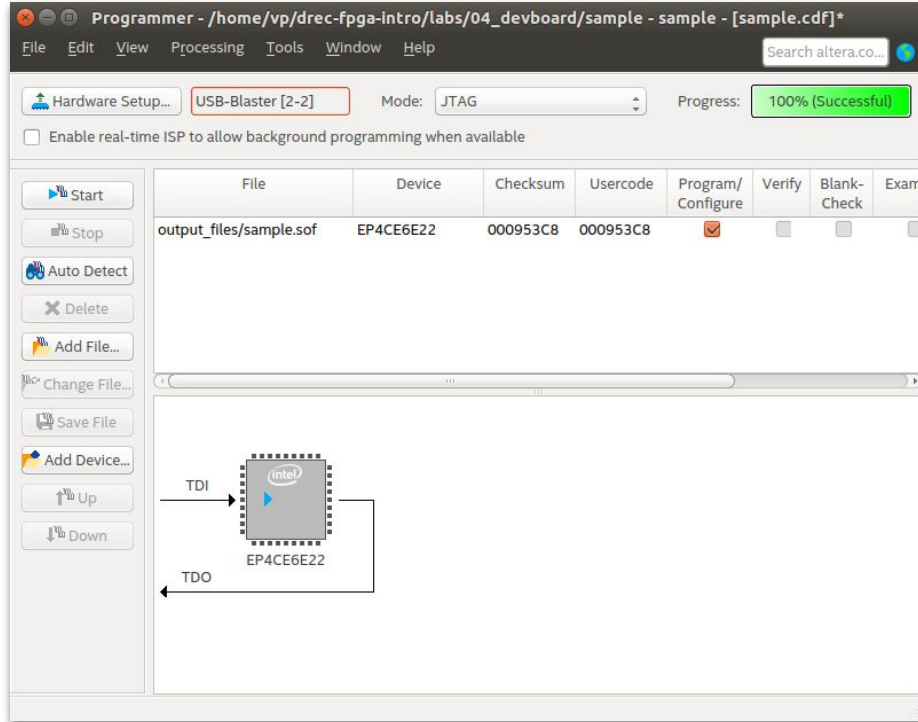 Programmer - /home/vp/drec-fpga-intro/labs/04_devboard/sample - sample - [sample.cdf]*
File Edit View Processing Tools Window Help
Search altera.co...
Hardware Setup... USB-Blaster [2-2] Mode: JTAG Progress: 100% (Successful)
Enable real-time ISP to allow background programming when available
Start
Stop
Auto Detect
Delete
Add File...
Change File...
Save File
Add Device...
Up
Down
File Device Checksum Usercode Program/ Verify Blank- Exam
Configure Check
output_files/sample.sof EP4CE6E22 000953C8 000953C8
intel
TDI
EP4CE6E22
TDO